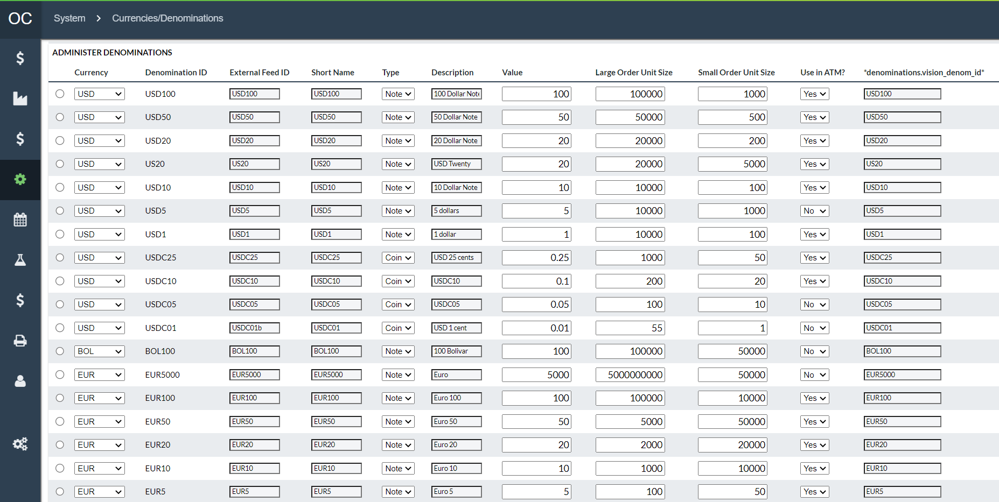 OC System Currencies/Denominations
ADMINISTER DENOMINATIONS
Currency Denomination ID External Feed ID Short Name Type Description Value Large Order Unit Size Small Order Unit Size Use in ATM? *denominations.vision_denom_id*
USD USD100 USD100 USD100 Note 100 Dollar Note 100 100000 1000 Yes USD100
USD USD50 USD50 USD50 Note 50 Dollar Note 50 50000 500 Yes USD50
USD USD20 USD20 USD20 Note 20 Dollar Note 20 20000 200 Yes USD20
USD US20 US20 US20 Note USD Twenty 20 20000 5000 Yes US20
USD USD10 USD10 USD10 Note 10 Dollar Note 10 10000 100 Yes USD10
USD USD5 USD5 USD5 Note 5 dollars 5 10000 1000 No USD5
USD USD1 USD1 USD1 Note 1 dollar 1 10000 100 Yes USD1
USD USDC25 USDC25 USDC25 Coin USD 25 cents 0.25 1000 50 Yes USDC25
USD USDC10 USDC10 USDC10 Coin USDC10 0.1 200 20 Yes USDC10
USD USDC05 USDC05 USDC05 Coin USDC05 0.05 100 10 No USDC05
USD USDC01 USDC01b USDC01 Coin USD 1 cent 0.01 55 1 No USDC01
BOL BOL100 BOL100 BOL100 Note 100 Bolivar 100 100000 50000 No BOL100
EUR EUR5000 EUR5000 EUR5000 Note Euro 5000 5000000000 50000 No EUR5000
EUR EUR100 EUR100 EUR100 Note Euro 100 100 100000 10000 Yes EUR100
EUR EUR50 EUR50 EUR50 Note Euro 50 50 5000 50000 Yes EUR50
EUR EUR20 EUR20 EUR20 Note Euro 20 20 2000 20000 Yes EUR20
EUR EUR10 EUR10 EUR10 Note Euro 10 10 1000 10000 Yes EUR10
EUR EUR5 EUR5 EUR5 Note Euro 5 5 100 50 Yes EUR5